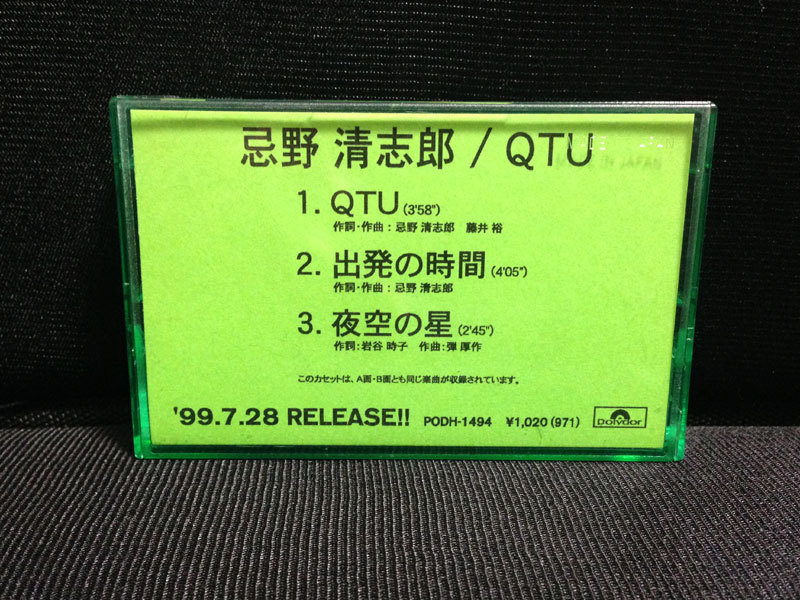 忌野 清志郎 / QTU
1. QTU (3'58")
作詞・作曲 : 忌野 清志郎 藤井 裕
2. 出発の時間 (4'05")
作詞・作曲 : 忌野 清志郎
3. 夜空の星 (2'45")
作詞:岩谷 時子 作曲:弾 厚作
このカセットは、A面・B面とも同じ楽曲が収録されています。
'99.7.28 RELEASE!! PODH-1494 ¥1,020 (971) Polydor